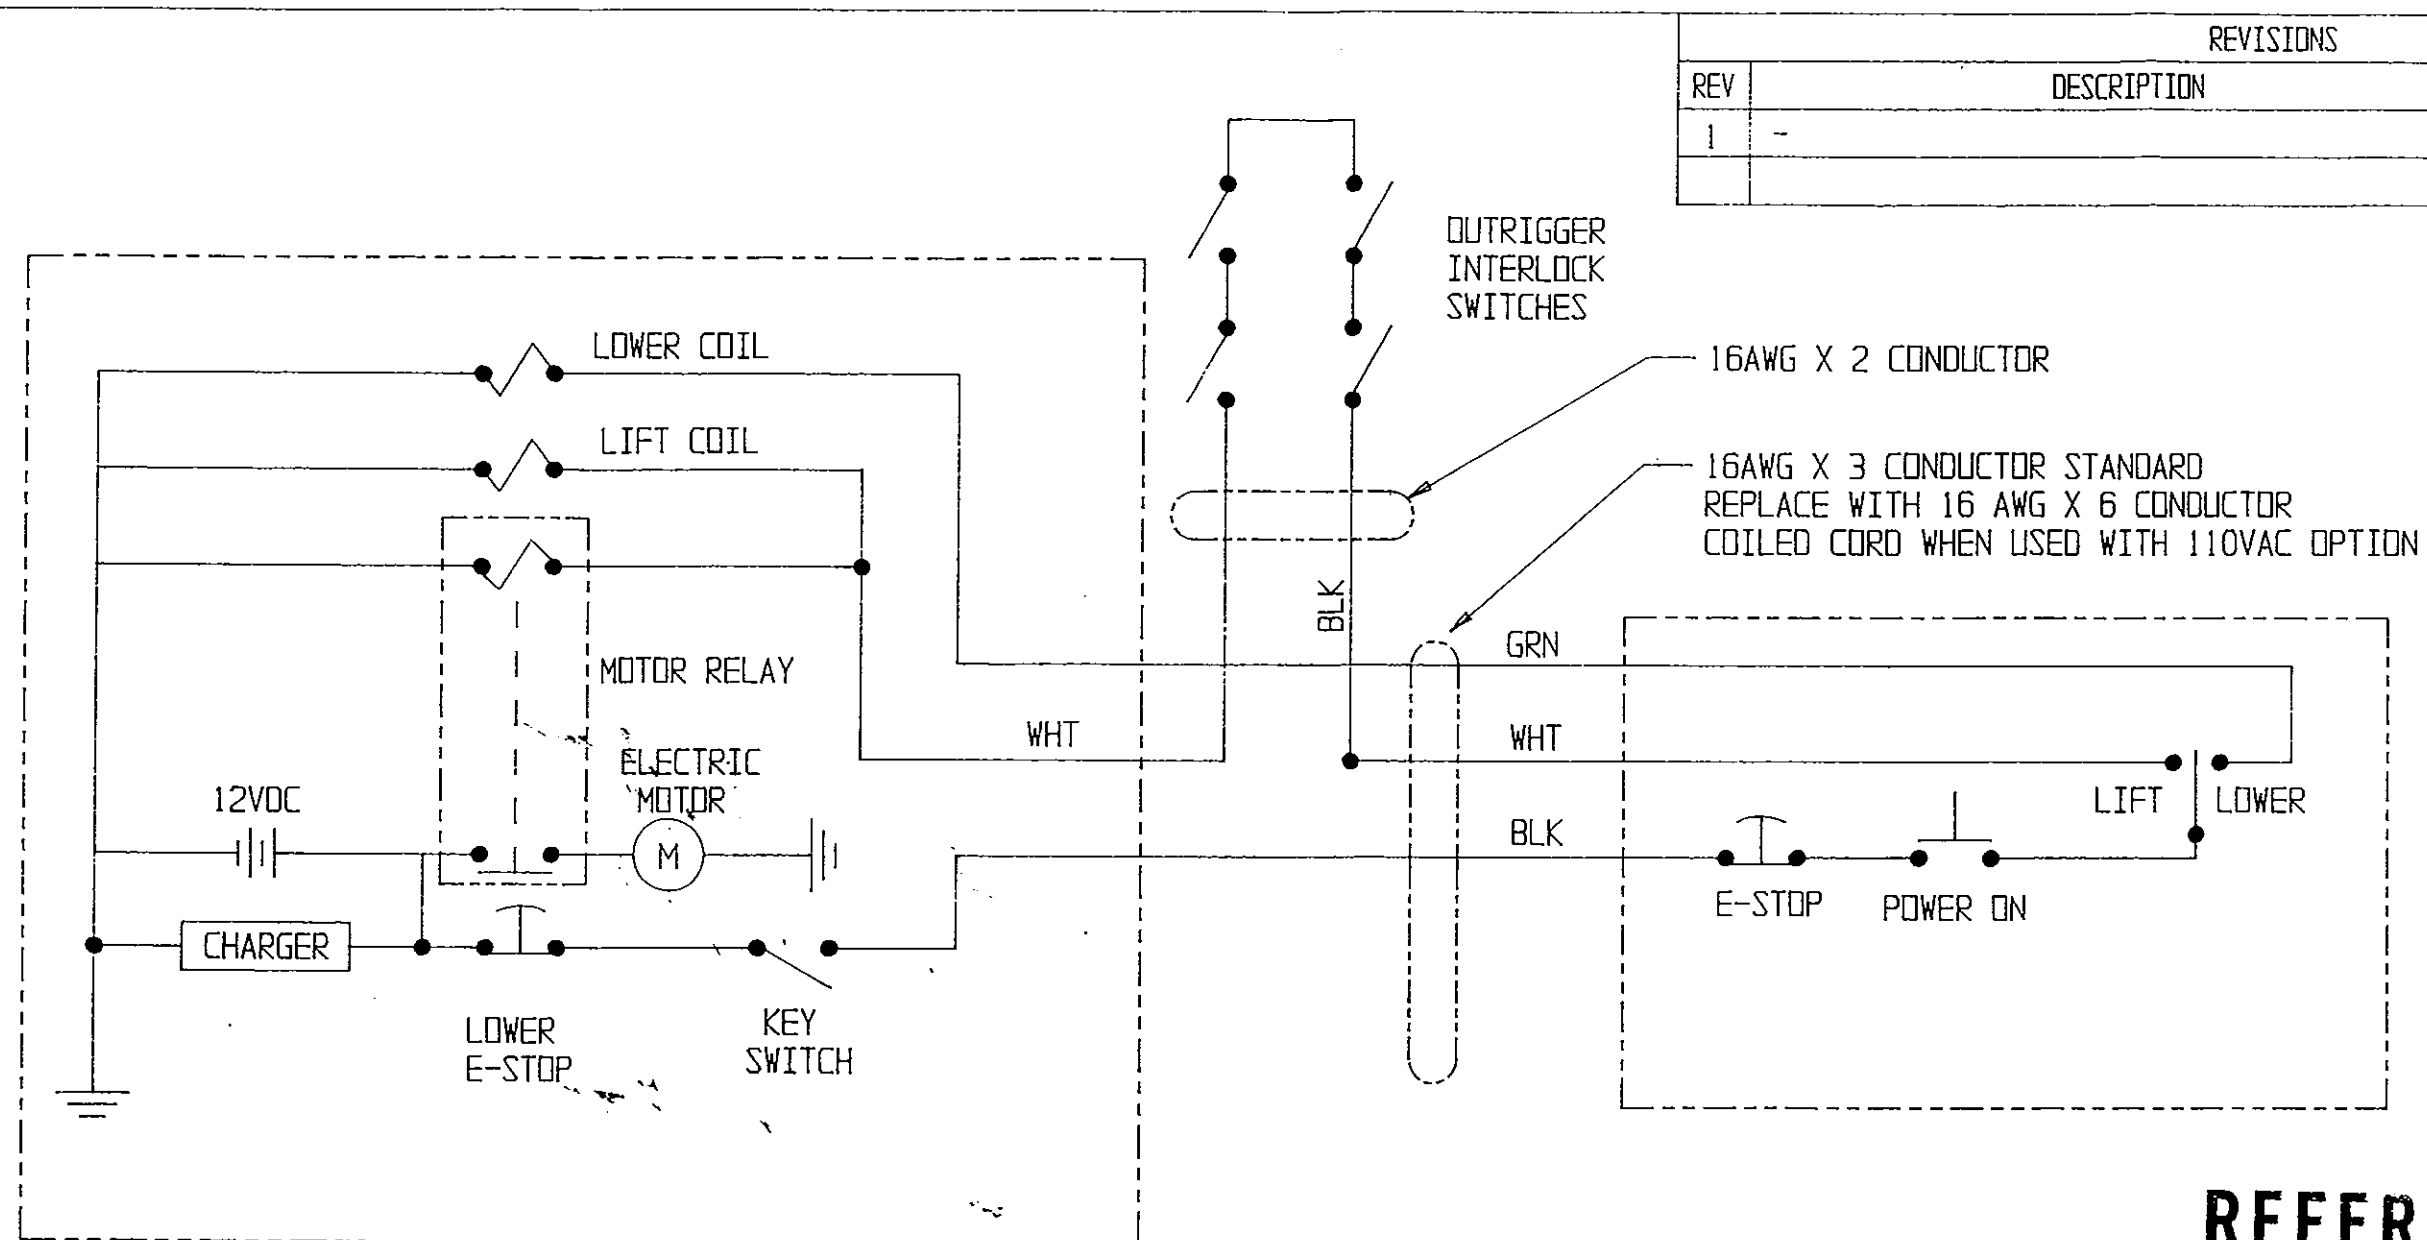 REVISIONS
REV
DESCRIPTION
1
-
OUTRIGGER
INTERLOCK
SWITCHES
LOWER COIL
16AWG X 2 CONDUCTOR
LIFT COIL
16AWG X 3 CONDUCTOR STANDARD
REPLACE WITH 16 AWG X 6 CONDUCTOR
COILED CORD WHEN USED WITH 110VAC OPTION
BLK
GRN
MOTOR RELAY
WHT
WHT
ELECTRIC
MOTOR
12VDC
M
LIFT
LOWER
BLK
E-STOP
POWER ON
CHARGER
LOWER
E-STOP
KEY
SWITCH
REFER